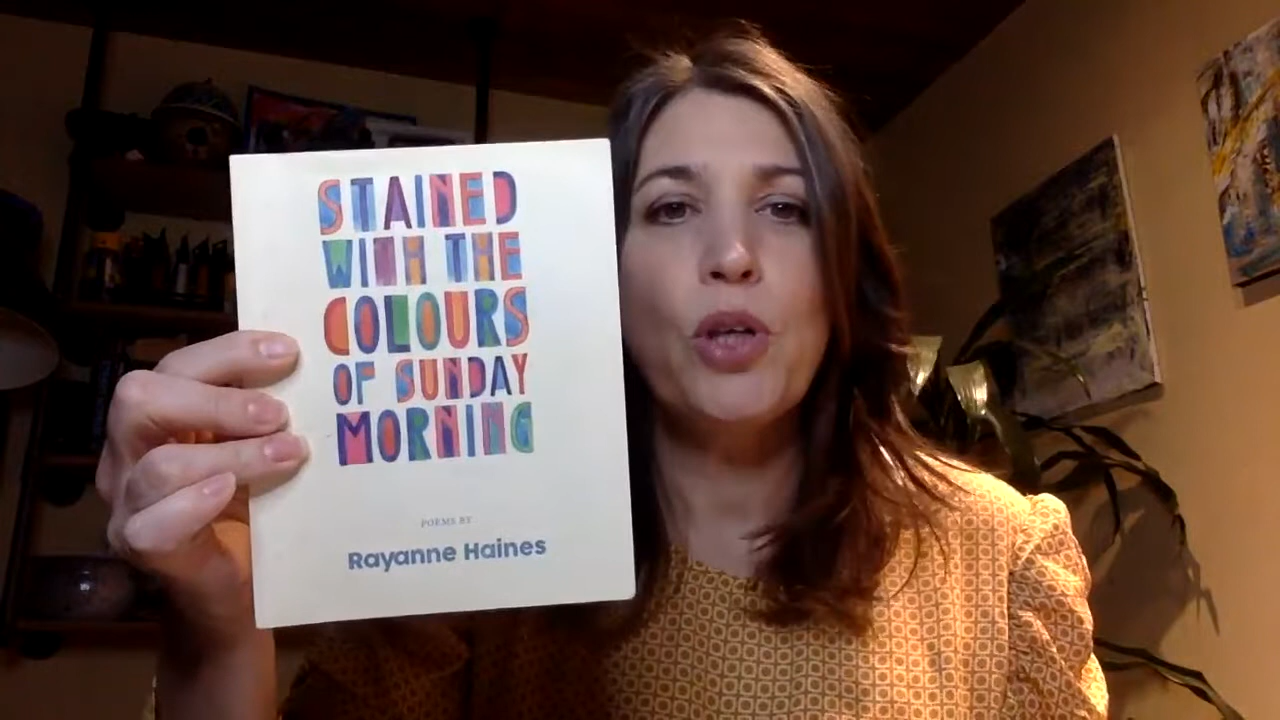 STAINED
WITH THE
COLOURS
OF SUNDAY
MORNING
POEMS BY
Rayanne Haines